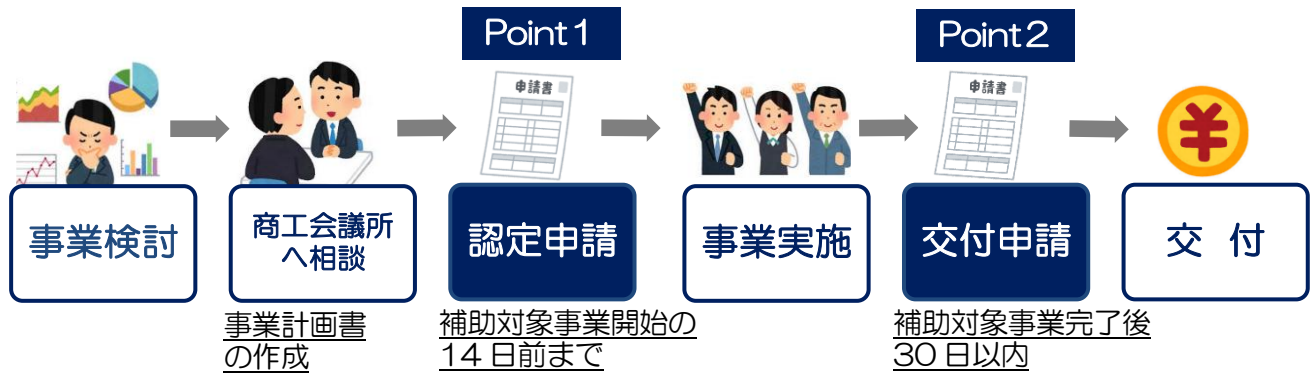 Point1
Point2
申請書
申請書
事業検討
商工会議所
へ相談
認定申請
事業実施
交付申請
交 付
事業計画書
の作成
補助対象事業開始の
14日前まで
補助対象事業完了後
30日以内